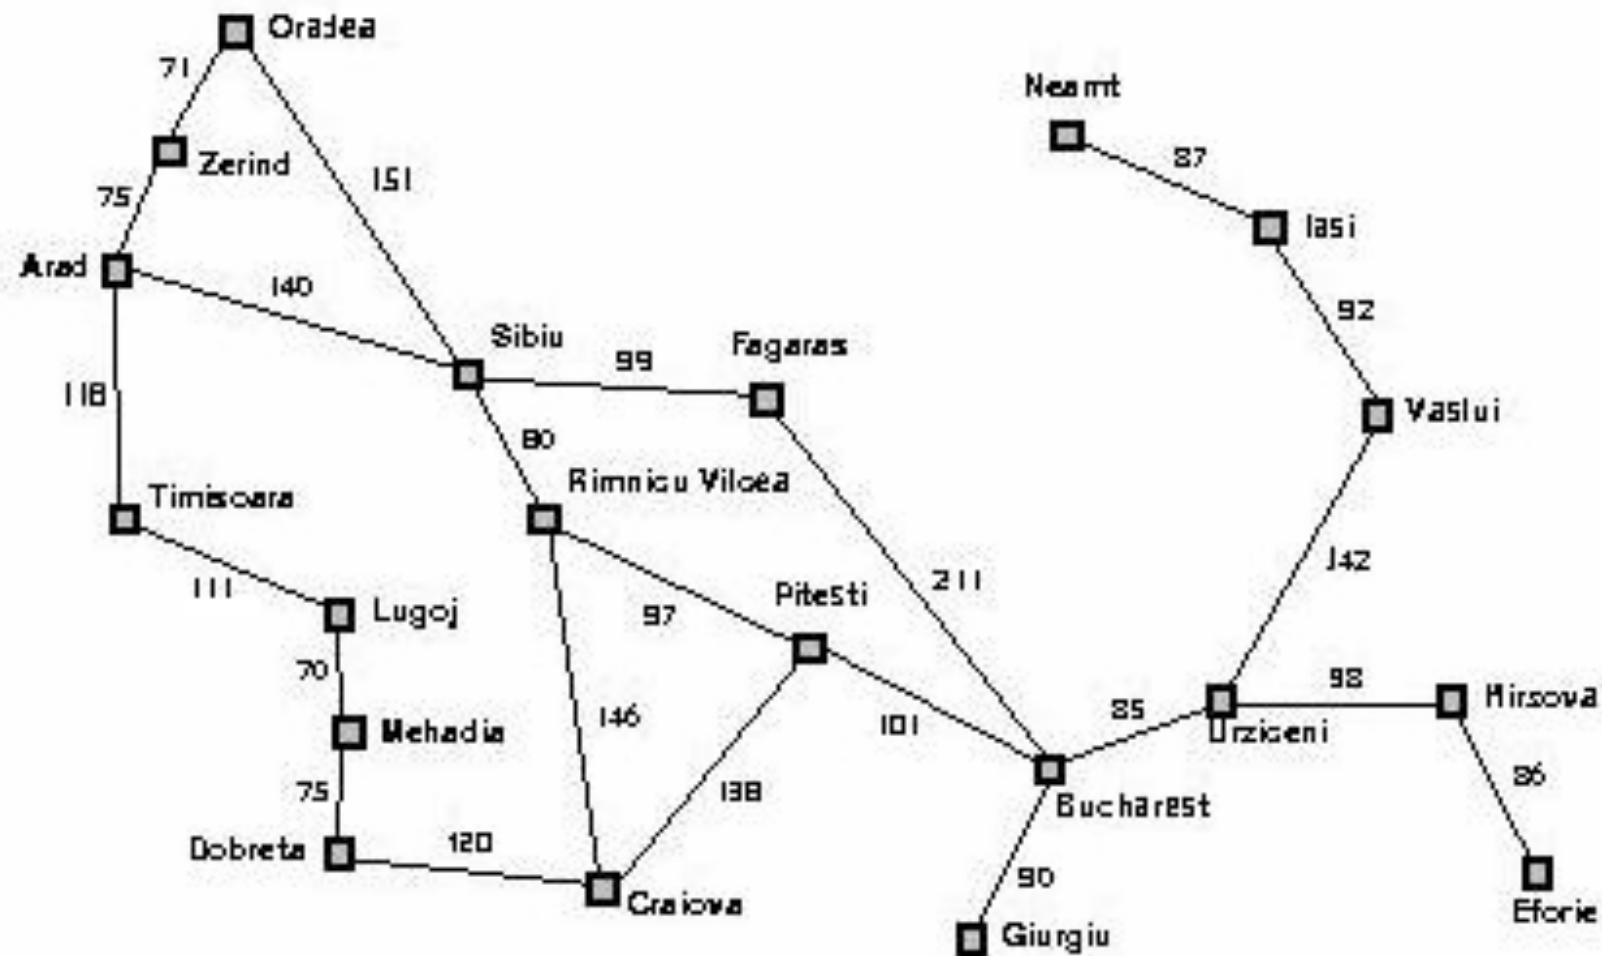 Oradea
71
Neamt
87
Zerind
151
75
Iasi
Arad
140
92
Sibiu
Fagaras
99
118
Vaslui
80
Rimnicu Vilcea
Timisoara
142
211
111
Pitesti
Lugoj
97
70
98
Hirsova
146
101
85
Urziceni
Mehadia
86
138
75
Bucharest
120
Dobreta
90
Craiova
Eforie
Giurgiu